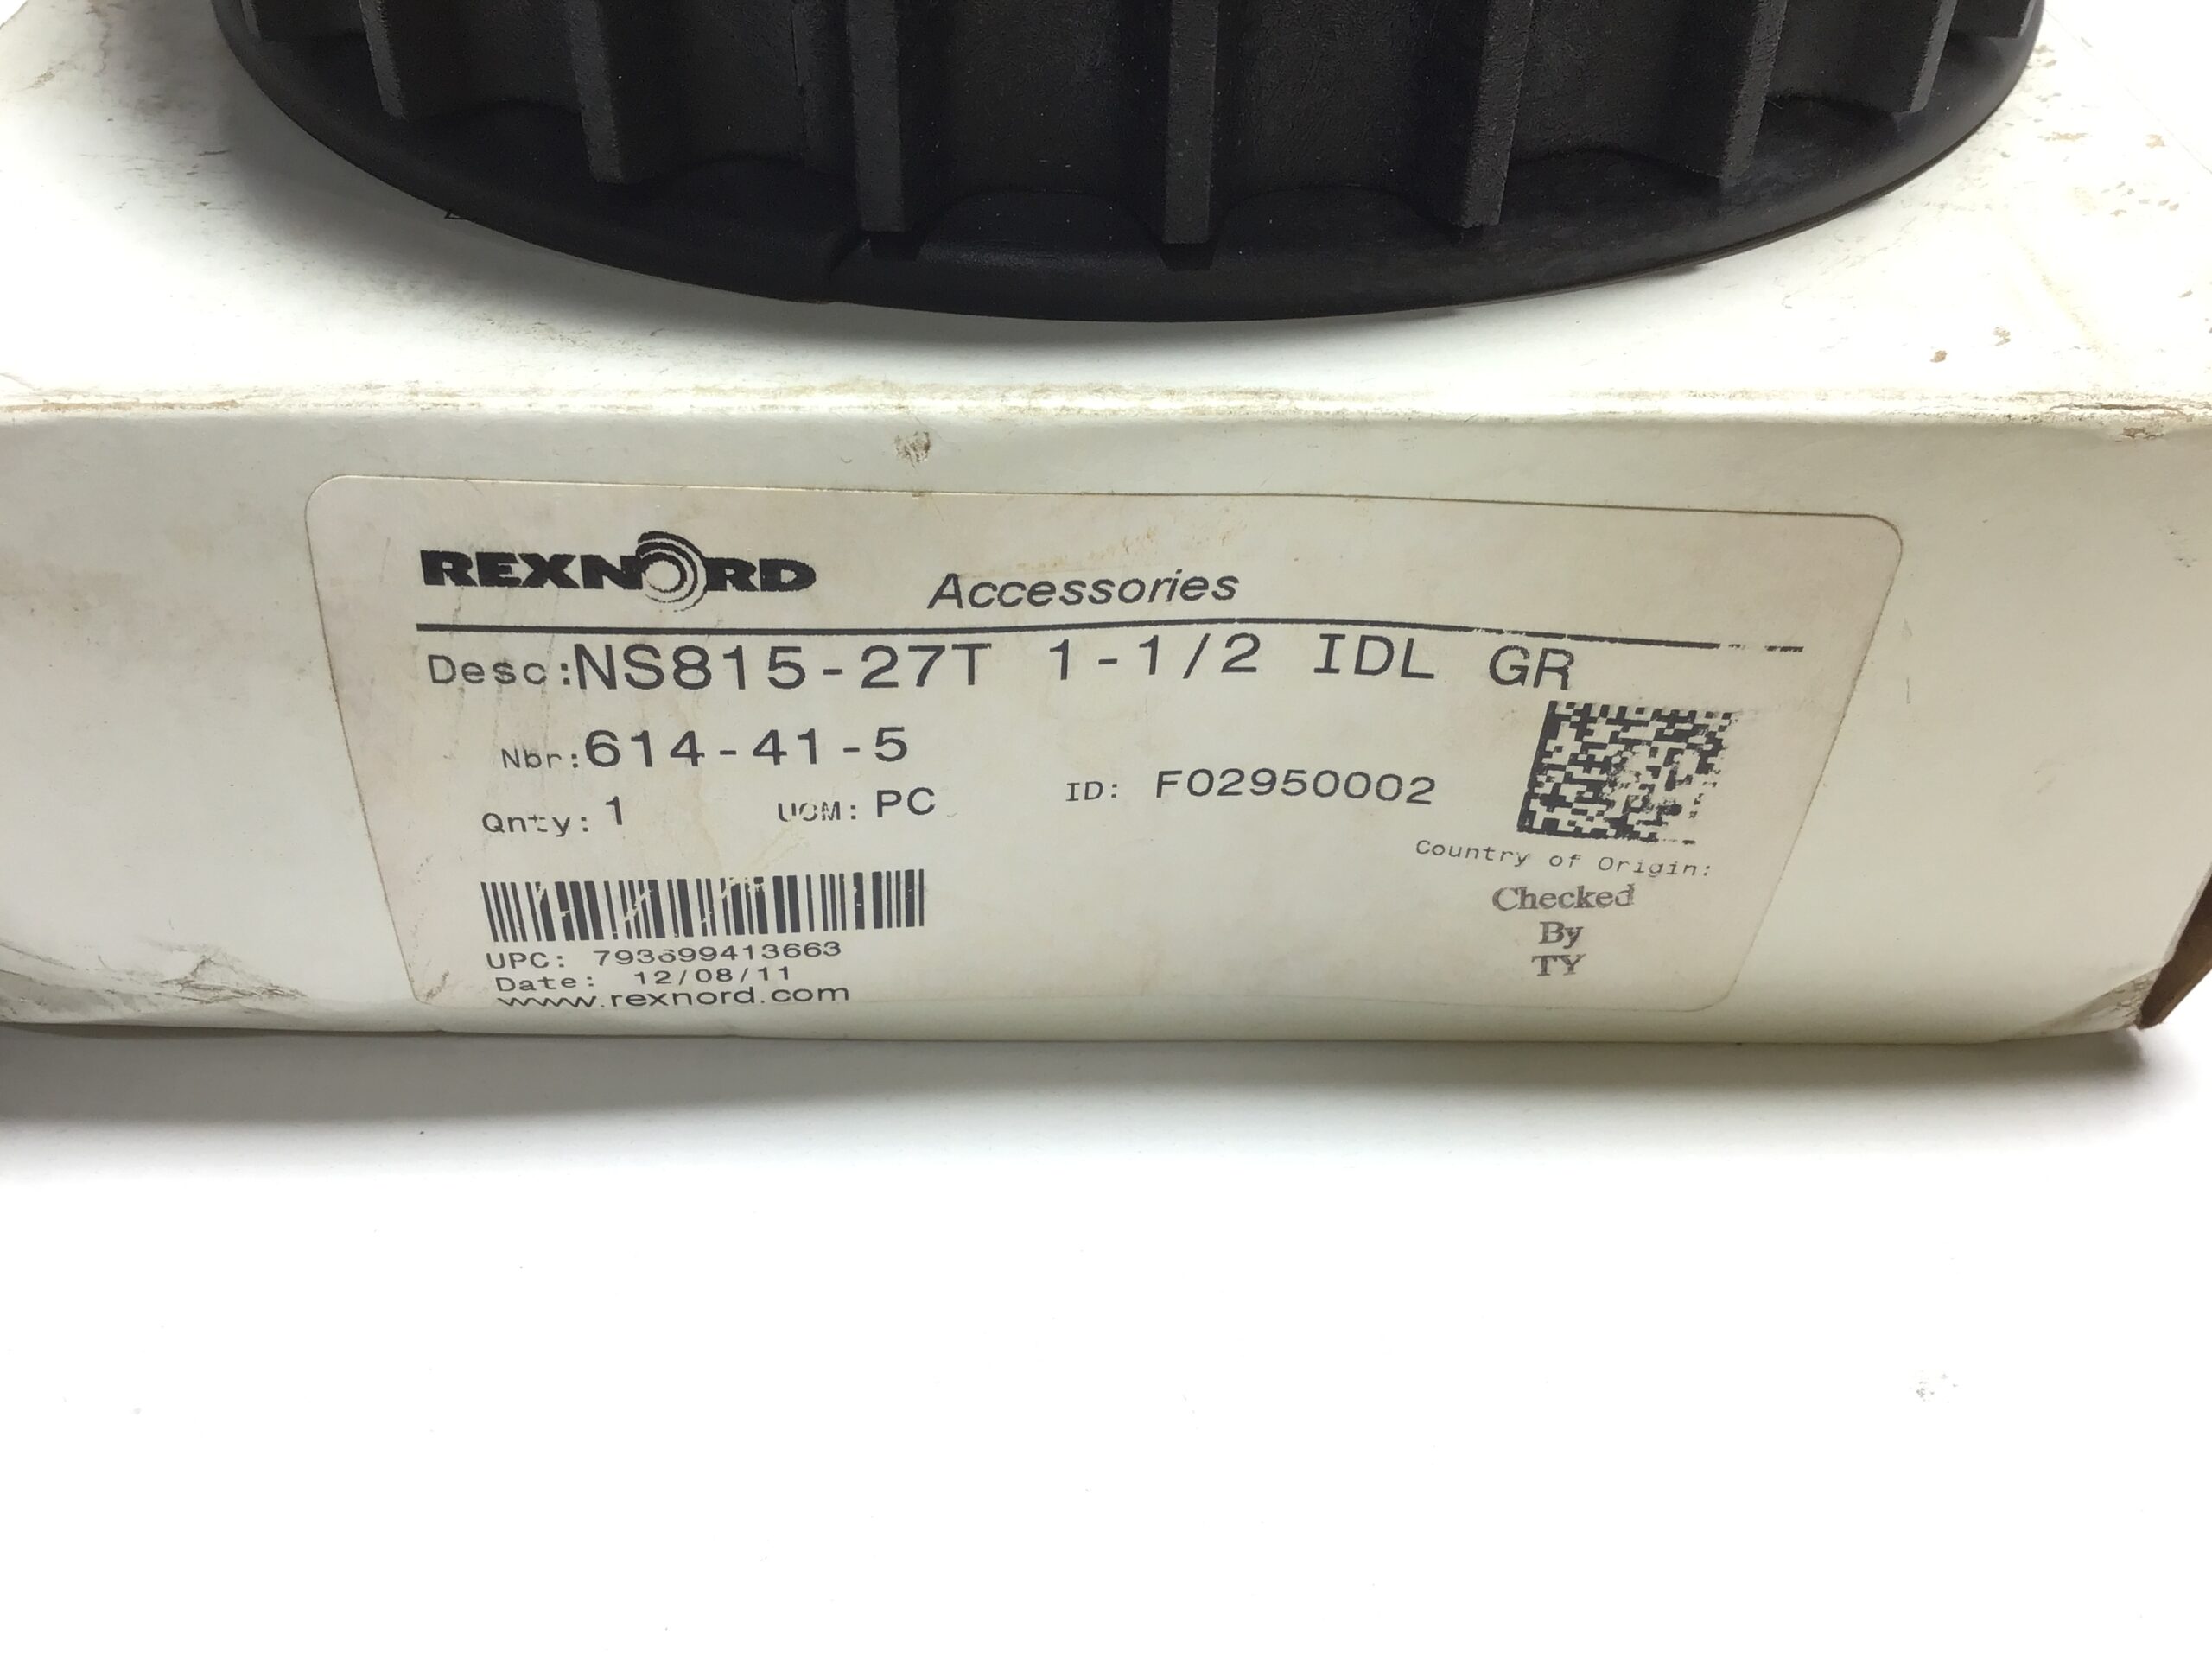 REXNORD Accessories
Desc:NS815-27T 1-1/2 IDL GR
Nbr:614-41-5
Qnty: 1 UOM: PC ID: F02950002
Country of Origin:
Checked
By
TY
UPC: 793699413663
Date: 12/08/11
www.rexnord.com